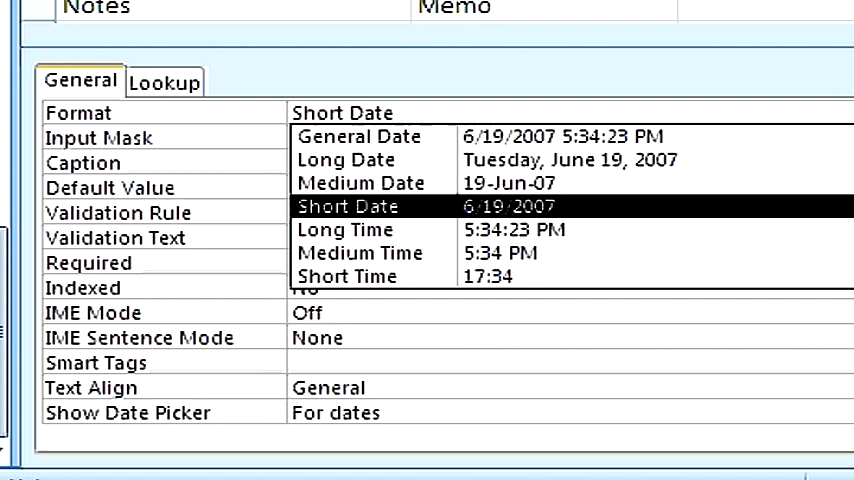 Notes Memo
General Lookup
Format Short Date
Input Mask General Date 6/19/2007 5:34:23 PM
Caption Long Date Tuesday, June 19, 2007
Default Value Medium Date 19-Jun-07
Validation Rule Short Date 6/19/2007
Validation Text Long Time 5:34:23 PM
Required Medium Time 5:34 PM
Indexed Short Time 17:34
IME Mode Off
IME Sentence Mode None
Smart Tags
Text Align General
Show Date Picker For dates